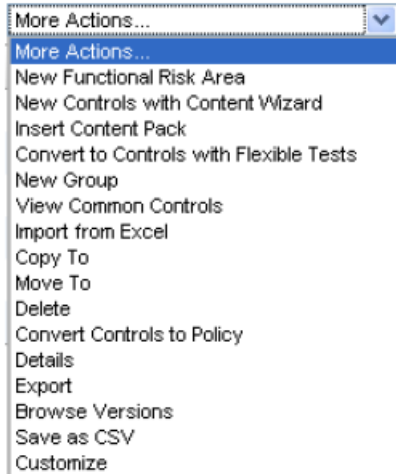 More Actions...
More Actions...
New Functional Risk Area
New Controls with Content Wizard
Insert Content Pack
Convert to Controls with Flexible Tests
New Group
View Common Controls
Import from Excel
Copy To
Move To
Delete
Convert Controls to Policy
Details
Export
Browse Versions
Save as CSV
Customize